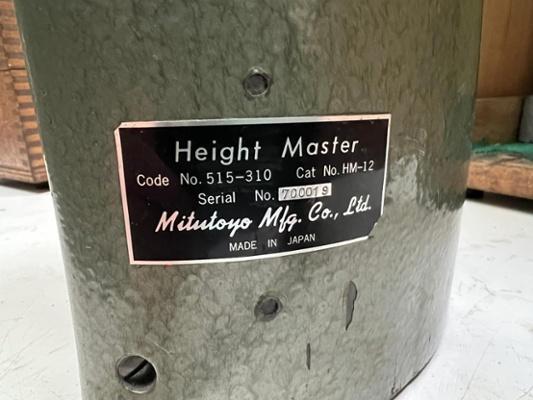 Height Master
Code No. 515-310 Cat No. HM-12
Serial No. 700019
Mitutoyo Mfg. Co., Ltd.
MADE IN JAPAN